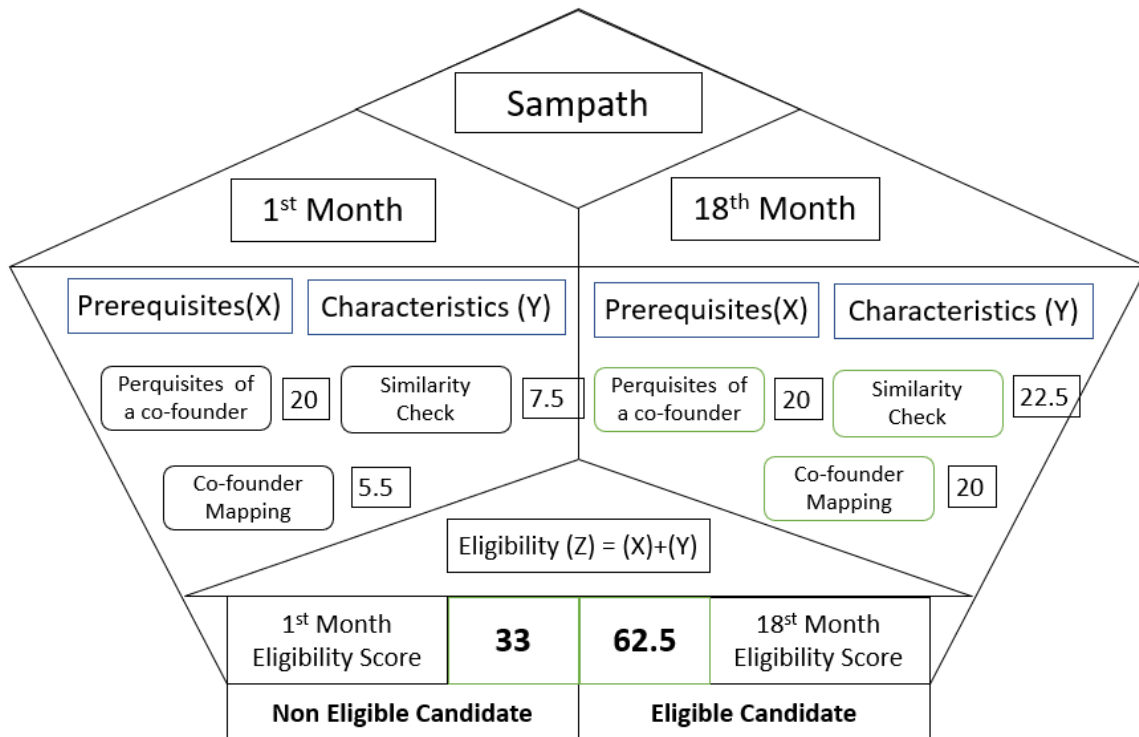 Sampath
1st Month
18th Month
Prerequisites(X)
Characteristics (Y)
Prerequisites(X)
Characteristics (Y)
Perquisites of
a co-founder
20
Similarity
Check
7.5
Perquisites of
a co-founder
20
Similarity
Check
22.5
Co-founder
Mapping
5.5
Co-founder
Mapping
20
Eligibility (Z) = (X)+(Y)
1st Month
Eligibility Score
33
62.5
18st Month
Eligibility Score
Non Eligible Candidate
Eligible Candidate